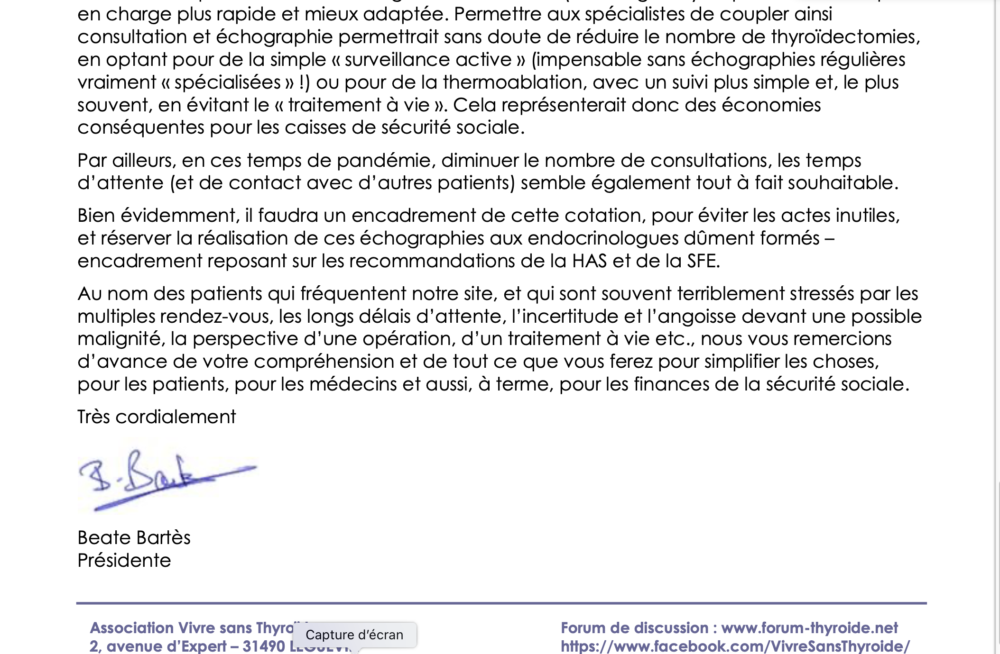 en charge plus rapide et mieux adaptée. Permettre aux spécialistes de coupler ainsi
consultation et échographie permettrait sans doute de réduire le nombre de thyroïdectomies,
en optant pour de la simple « surveillance active » (impensable sans échographies régulières
vraiment « spécialisées » !) ou pour de la thermoablation, avec un suivi plus simple et, le plus
souvent, en évitant le « traitement à vie ». Cela représenterait donc des économies
conséquentes pour les caisses de sécurité sociale.
Par ailleurs, en ces temps de pandémie, diminuer le nombre de consultations, les temps
d’attente (et de contact avec d’autres patients) semble également tout à fait souhaitable.
Bien évidemment, il faudra un encadrement de cette cotation, pour éviter les actes inutiles,
et réserver la réalisation de ces échographies aux endocrinologues dûment formés –
encadrement reposant sur les recommandations de la HAS et de la SFE.
Au nom des patients qui fréquentent notre site, et qui sont souvent terriblement stressés par les
multiples rendez-vous, les longs délais d’attente, l’incertitude et l’angoisse devant une possible
malignité, la perspective d’une opération, d’un traitement à vie etc., nous vous remercions
d’avance de votre compréhension et de tout ce que vous ferez pour simplifier les choses,
pour les patients, pour les médecins et aussi, à terme, pour les finances de la sécurité sociale.
Très cordialement
B. Bartès
Beate Bartès
Présidente
Association Vivre sans
2, avenue d’Expert – 31490
Capture d’écran
Forum de discussion : www.forum-thyroide.net
https://www.facebook.com/VivreSansThyroide/